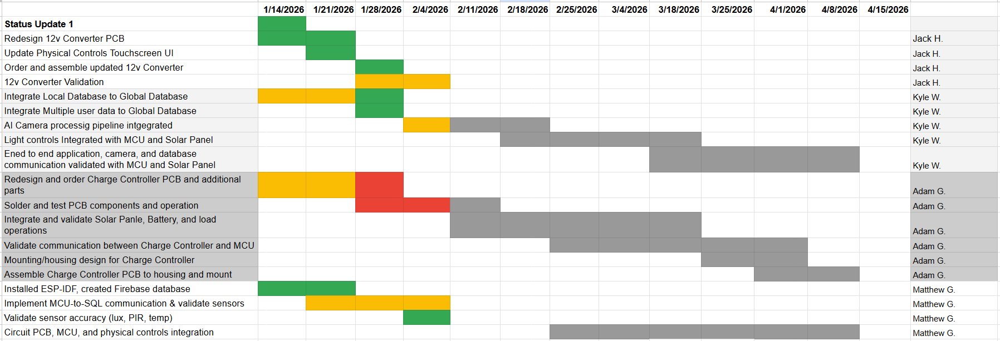 1/14/2026 1/21/2026 1/28/2026 2/4/2026 2/11/2026 2/18/2026 2/25/2026 3/4/2026 3/18/2026 3/25/2026 4/1/2026 4/8/2026 4/15/2026
Status Update 1
Redesign 12v Converter PCB Jack H.
Update Physical Controls Touchscreen UI Jack H.
Order and assemble updated 12v Converter Jack H.
12v Converter Validation Jack H.
Integrate Local Database to Global Database Kyle W.
Integrate Multiple user data to Global Database Kyle W.
AI Camera processig pipeline intgegrated Kyle W.
Light controls Integrated with MCU and Solar Panel Kyle W.
Ened to end application, camera, and database
communication validated with MCU and Solar Panel Kyle W.
Redesign and order Charge Controller PCB and additional
parts Adam G.
Solder and test PCB components and operation Adam G.
Integrate and validate Solar Panle, Battery, and load
operations Adam G.
Validate communication between Charge Controller and MCU Adam G.
Mounting/housing design for Charge Controller Adam G.
Assemble Charge Controller PCB to housing and mount Adam G.
Installed ESP-IDF, created Firebase database Matthew G.
Implement MCU-to-SQL communication & validate sensors Matthew G.
Validate sensor accuracy (lux, PIR, temp) Matthew G.
Circuit PCB, MCU, and physical controls integration Matthew G.